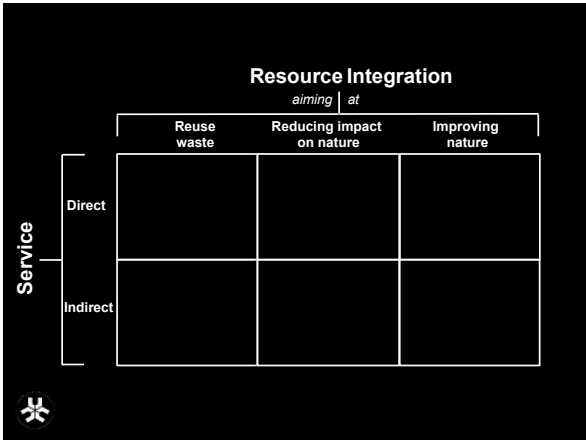 Resource Integration
aiming at
Reuse
waste
Reducing impact
on nature
Improving
nature
Service
Direct
Indirect